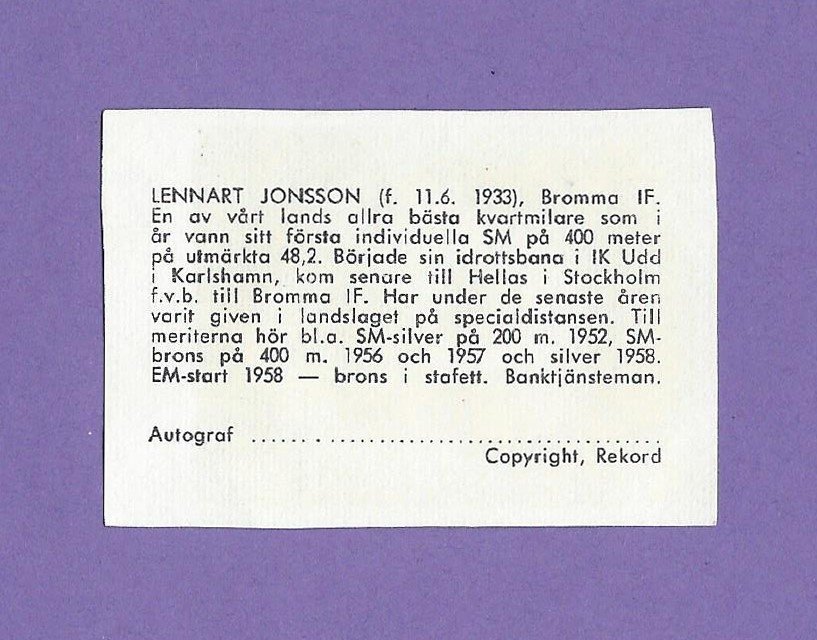 LENNART JONSSON (f. 11.6. 1933), Bromma IF.
En av vårt lands allra bästa kvartmilare som i
år vann sitt första individuella SM på 400 meter
på utmärkta 48,2. Började sin idrottsbana i IK Udd
i Karlshamn, kom senare till Hellas i Stockholm
f.v.b. till Bromma IF. Har under de senaste åren
varit given i landslaget på specialdistansen. Till
meriterna hör bl.a. SM-silver på 200 m. 1952, SM-
brons på 400 m. 1956 och 1957 och silver 1958.
EM-start 1958 — brons i stafett. Banktjänsteman.
Autograf ......................................
Copyright, Rekord